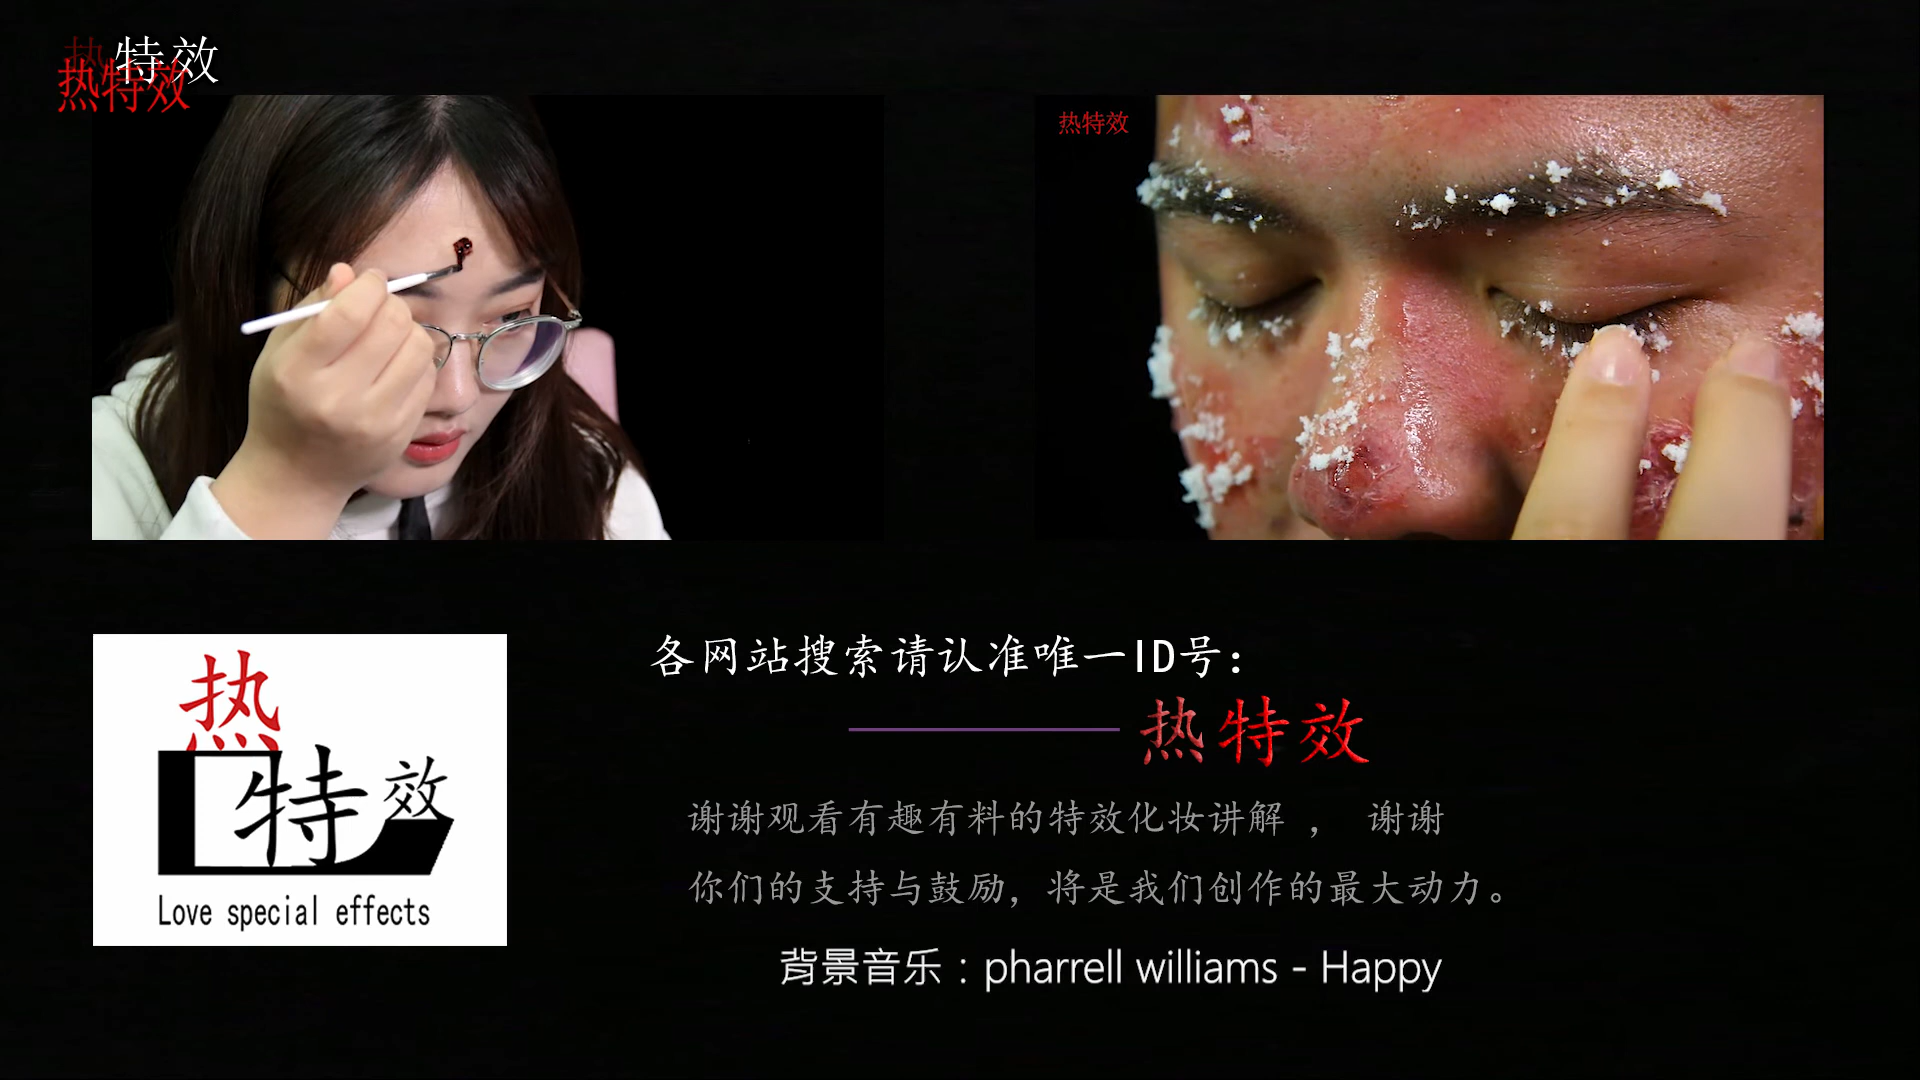 热特效
热特效
热特效
各网站搜索请认准唯一ID号：
热特效
热
特效
Love special effects
谢谢观看有趣有料的特效化妆讲解 ， 谢谢
你们的支持与鼓励，将是我们创作的最大动力。
背景音乐：pharrell williams - Happy